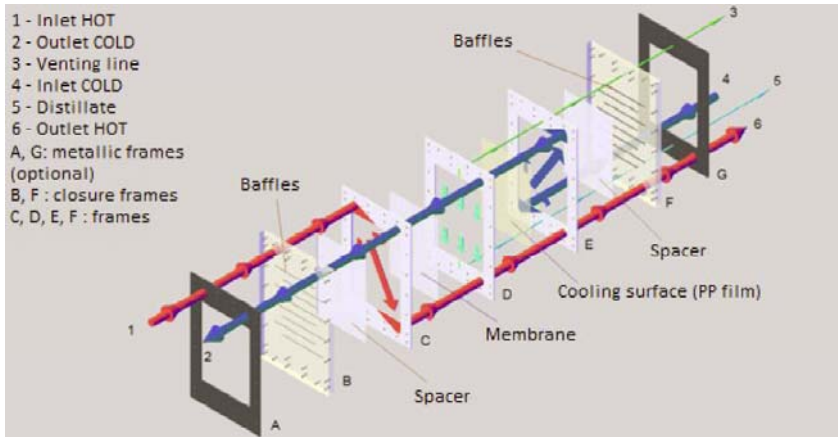 1 - Inlet HOT
2 - Outlet COLD
3 - Venting line
4 - Inlet COLD
5 - Distillate
6 - Outlet HOT
A, G: metallic frames
(optional)
B, F : closure frames
C, D, E, F : frames
Baffles
3
4
5
6
G
F
Spacer
E
Cooling surface (PP film)
D
Membrane
Baffles
C
Spacer
B
1
2
A